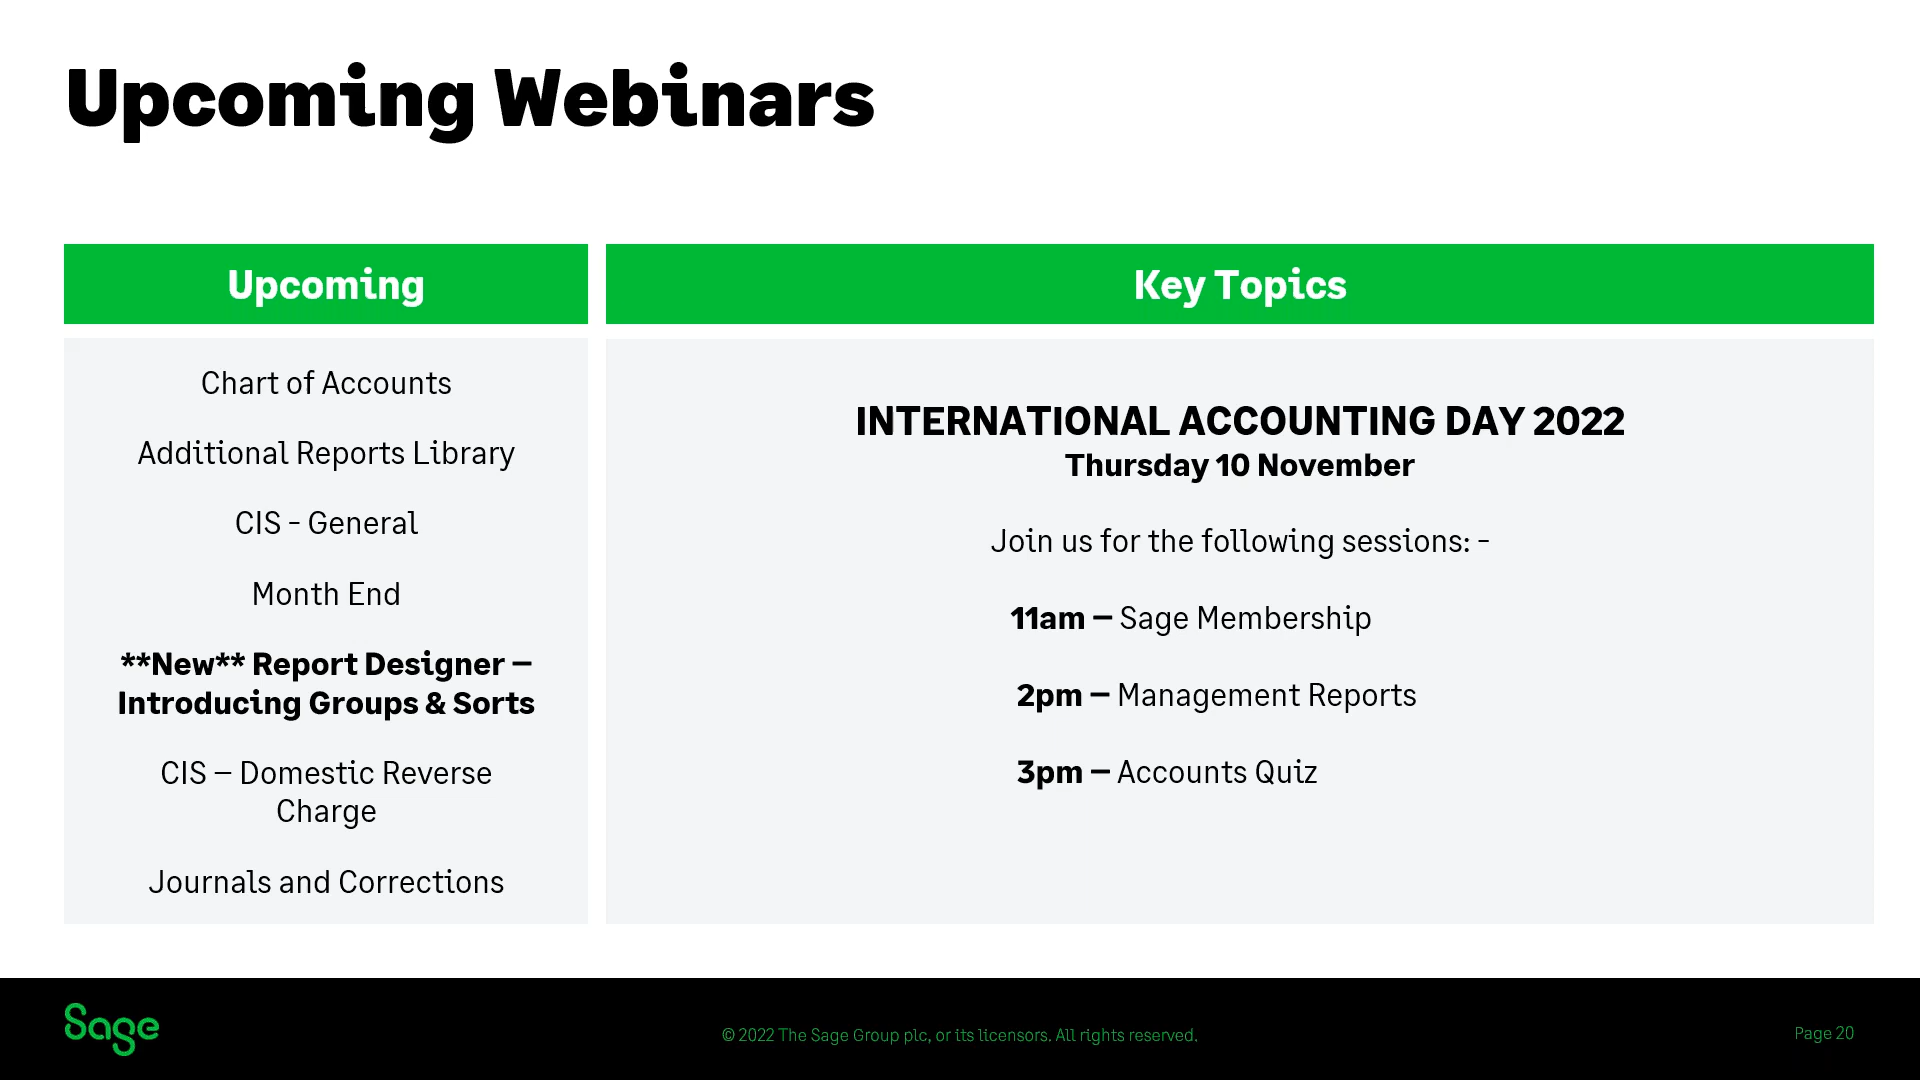 Upcoming Webinars
Upcoming
Chart of Accounts
Additional Reports Library
CIS - General
Month End
**New** Report Designer –
Introducing Groups & Sorts
CIS – Domestic Reverse
Charge
Journals and Corrections
Key Topics
INTERNATIONAL ACCOUNTING DAY 2022
Thursday 10 November
Join us for the following sessions: -
11am – Sage Membership
2pm – Management Reports
3pm – Accounts Quiz
Sage
© 2022 The Sage Group plc, or its licensors. All rights reserved.
Page 20